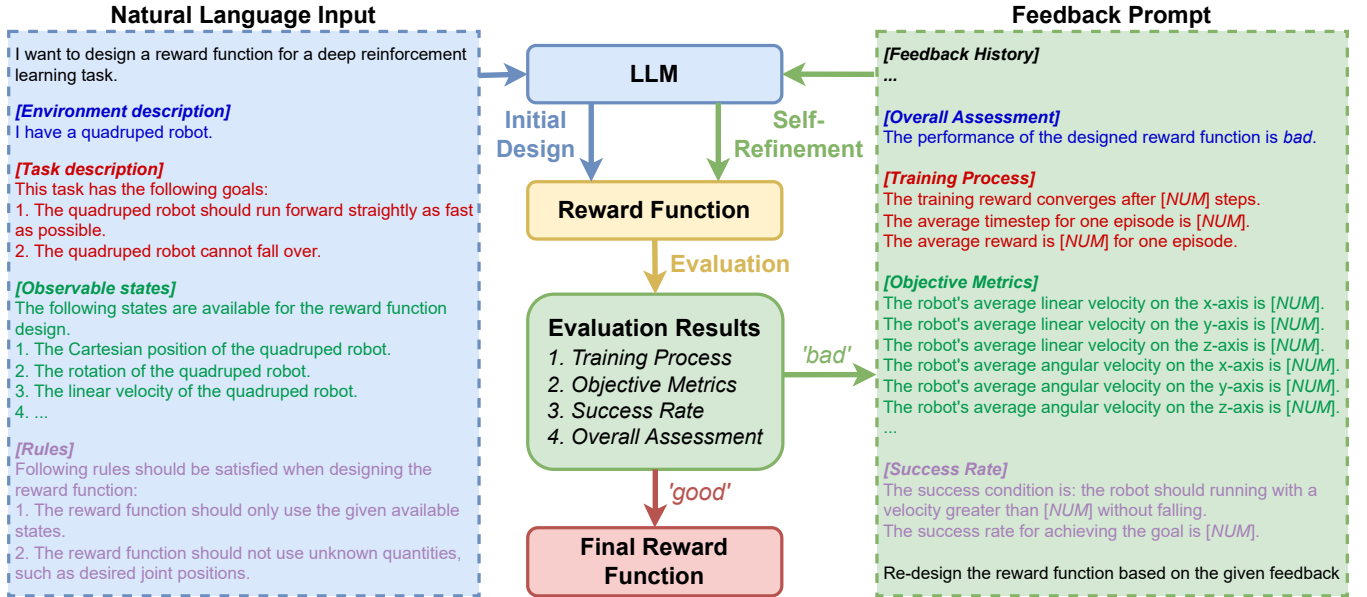 Natural Language Input
I want to design a reward function for a deep reinforcement
learning task.
[Environment description]
I have a quadruped robot.
[Task description]
This task has the following goals:
1. The quadruped robot should run forward straightly as fast
as possible.
2. The quadruped robot cannot fall over.
[Observable states]
The following states are available for the reward function
design.
1. The Cartesian position of the quadruped robot.
2. The rotation of the quadruped robot.
3. The linear velocity of the quadruped robot.
4. ...
[Rules]
Following rules should be satisfied when designing the
reward function:
1. The reward function should only use the given available
states.
2. The reward function should not use unknown quantities,
such as desired joint positions.
LLM
Initial
Design
Self-
Refinement
Reward Function
Evaluation
Evaluation Results
1. Training Process
2. Objective Metrics
3. Success Rate
4. Overall Assessment
'bad'
'good'
Final Reward
Function
Feedback Prompt
[Feedback History]
...
[Overall Assessment]
The performance of the designed reward function is bad.
[Training Process]
The training reward converges after [NUM] steps.
The average timestep for one episode is [NUM].
The average reward is [NUM] for one episode.
[Objective Metrics]
The robot's average linear velocity on the x-axis is [NUM].
The robot's average linear velocity on the y-axis is [NUM].
The robot's average linear velocity on the z-axis is [NUM].
The robot's average angular velocity on the x-axis is [NUM].
The robot's average angular velocity on the y-axis is [NUM].
The robot's average angular velocity on the z-axis is [NUM].
...
[Success Rate]
The success condition is: the robot should running with a
velocity greater than [NUM] without falling.
The success rate for achieving the goal is [NUM].
Re-design the reward function based on the given feedback